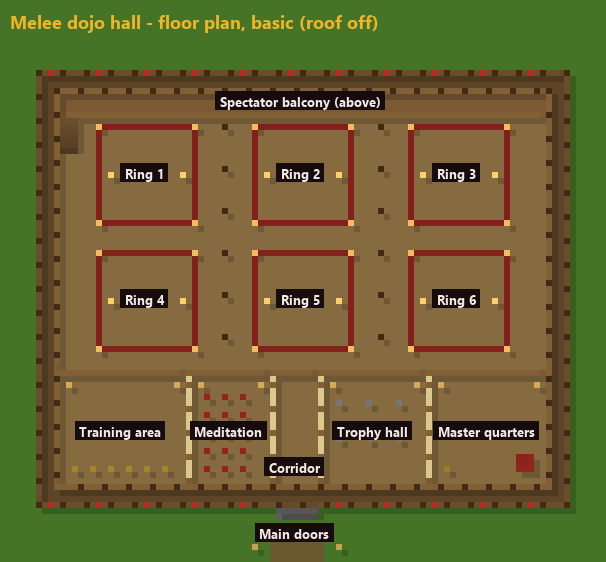 Melee dojo hall - floor plan, basic (roof off)
Spectator balcony (above)
Ring 1
Ring 2
Ring 3
Ring 4
Ring 5
Ring 6
Training area
Meditation
Trophy hall
Master quarters
Corridor
Main doors